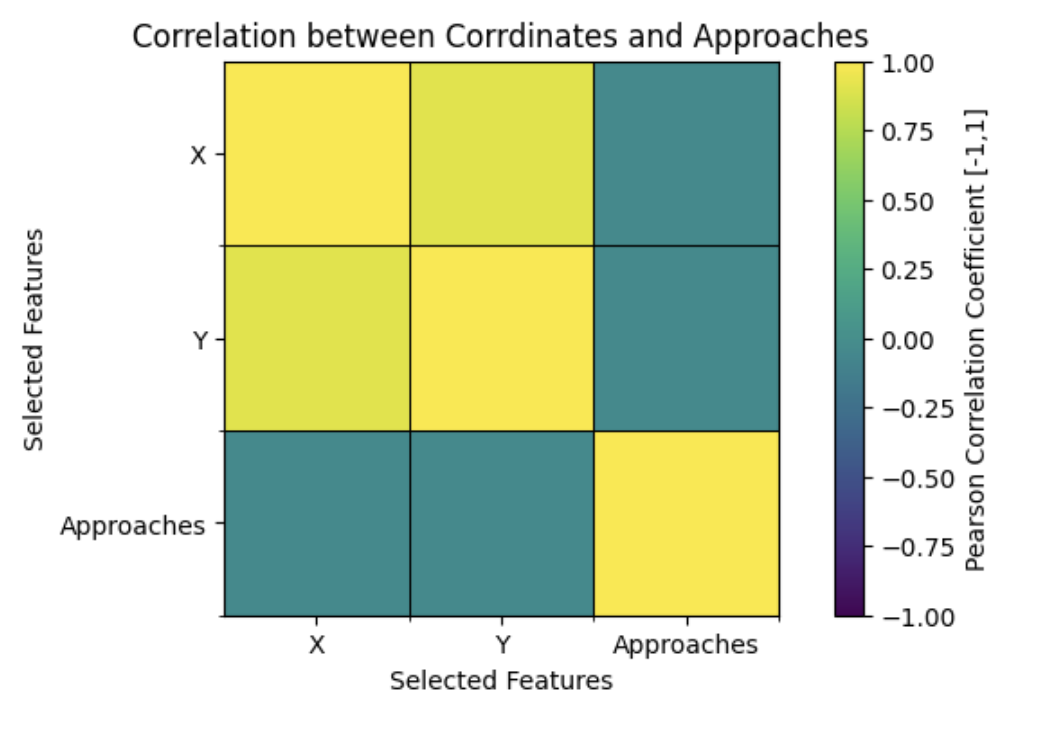 Correlation between Corrdinates and Approaches
X
Y
Approaches
Selected Features
X
Y
Approaches
Selected Features
1.00
0.75
0.50
0.25
0.00
−0.25
−0.50
−0.75
−1.00
Pearson Correlation Coefficient [-1,1]